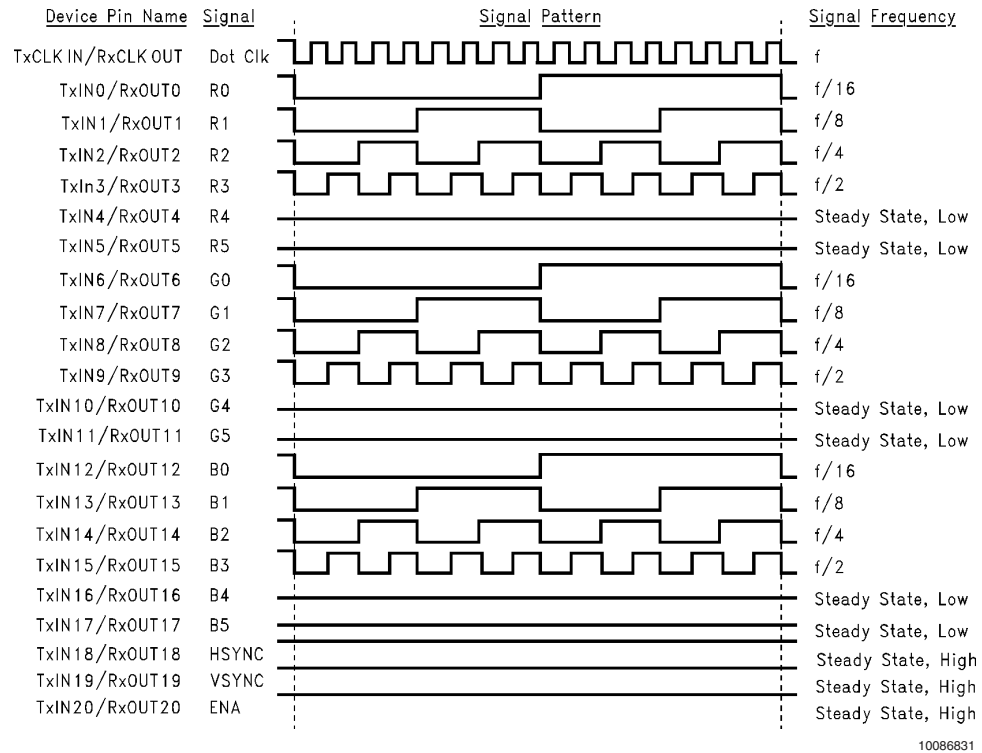 Device Pin Name Signal Signal Pattern Signal Frequency
TxCLK IN/RxCLK OUT Dot Clk f
TxIN0/RxOUT0 R0 f/16
TxIN1/RxOUT1 R1 f/8
TxIN2/RxOUT2 R2 f/4
TxIn3/RxOUT3 R3 f/2
TxIN4/RxOUT4 R4 Steady State, Low
TxIN5/RxOUT5 R5 Steady State, Low
TxIN6/RxOUT6 G0 f/16
TxIN7/RxOUT7 G1 f/8
TxIN8/RxOUT8 G2 f/4
TxIN9/RxOUT9 G3 f/2
TxIN10/RxOUT10 G4 Steady State, Low
TxIN11/RxOUT11 G5 Steady State, Low
TxIN12/RxOUT12 B0 f/16
TxIN13/RxOUT13 B1 f/8
TxIN14/RxOUT14 B2 f/4
TxIN15/RxOUT15 B3 f/2
TxIN16/RxOUT16 B4 Steady State, Low
TxIN17/RxOUT17 B5 Steady State, Low
TxIN18/RxOUT18 HSYNC Steady State, High
TxIN19/RxOUT19 VSYNC Steady State, High
TxIN20/RxOUT20 ENA Steady State, High
10086831